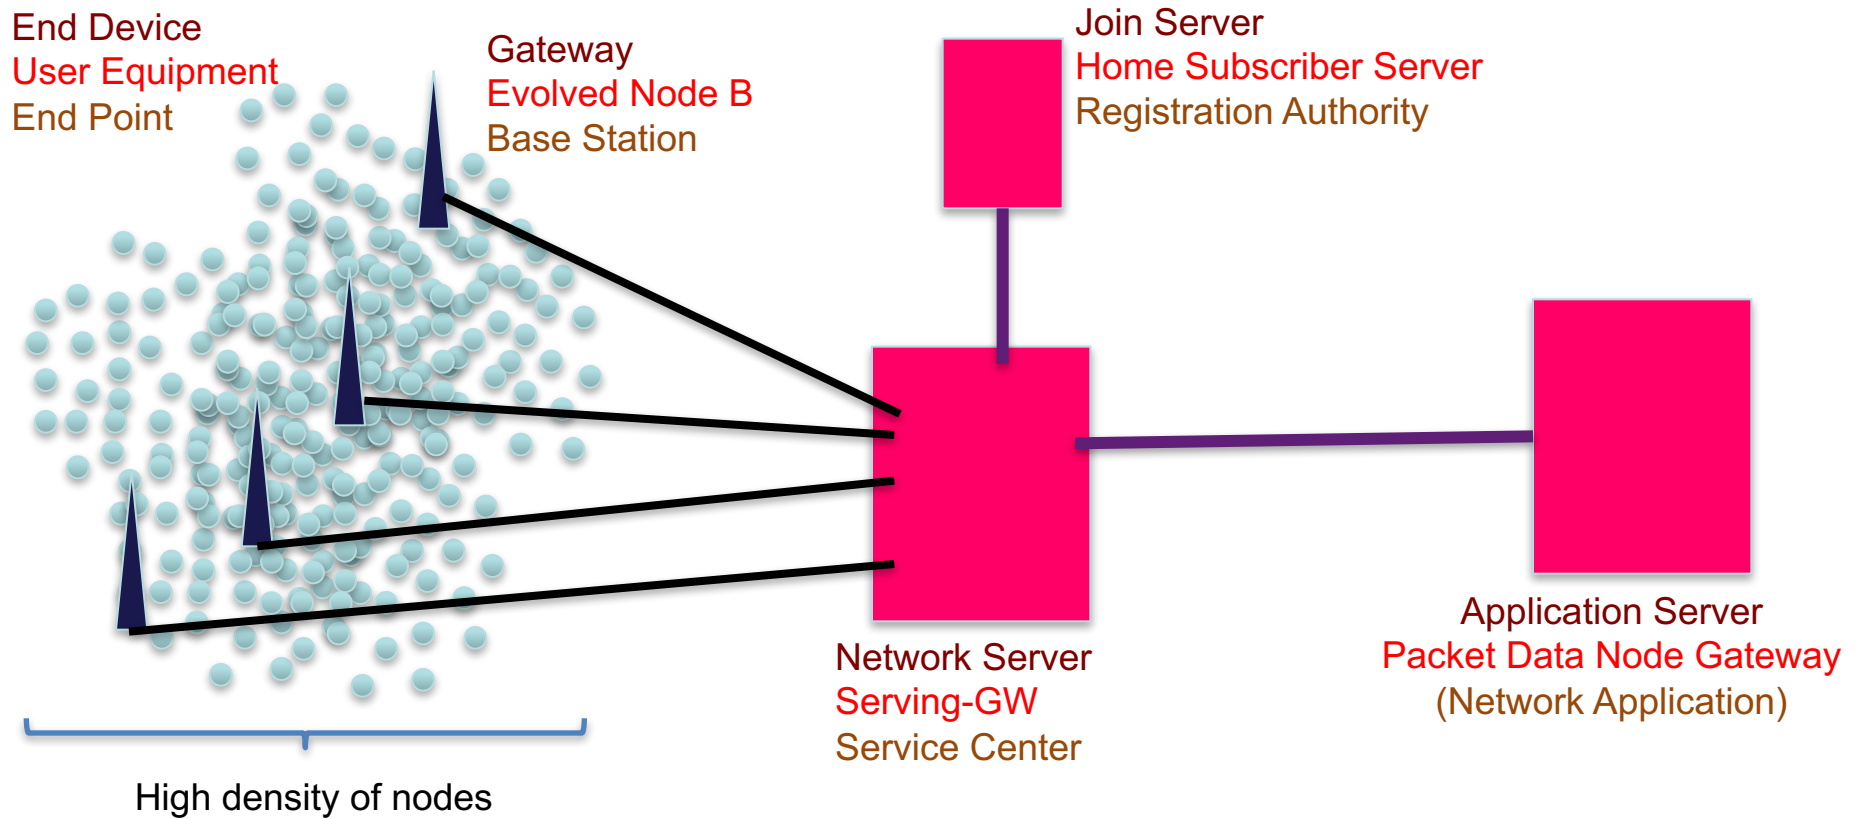 End Device
User Equipment
End Point
Gateway
Evolved Node B
Base Station
Join Server
Home Subscriber Server
Registration Authority
Network Server
Serving-GW
Service Center
Application Server
Packet Data Node Gateway
(Network Application)
High density of nodes